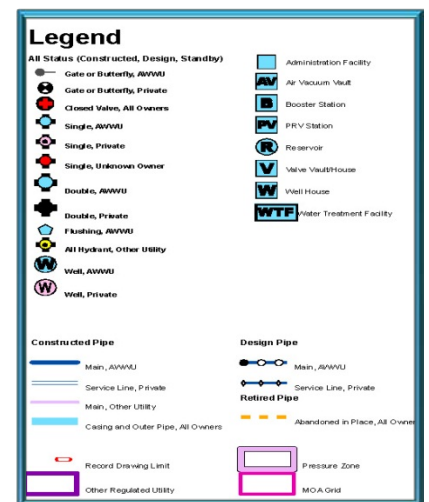 Legend
All Status (Constructed, Design, Standby)
Gate or Butterfly, AWWU
Gate or Butterfly, Private
Closed Valve, All Owners
Single, AWWU
Single, Private
Single, Unknown Owner
Double, AWWU
Double, Private
Flushing, AWWU
All Hydrant, Other Utility
W Well, AWWU
W Well, Private
Administration Facility
AV Air Vacuum Vault
B Booster Station
PV PRV Station
R Reservoir
V Valve Vault/House
W Well House
WTF Water Treatment Facility
Constructed Pipe
Main, AWWU
Service Line, Private
Main, Other Utility
Casing and Outer Pipe, All Owners
Record Drawing Limit
Other Regulated Utility
Design Pipe
Main, AWWU
Service Line, Private
Retired Pipe
Abandoned in Place, All Owner
Pressure Zone
MOA Grid